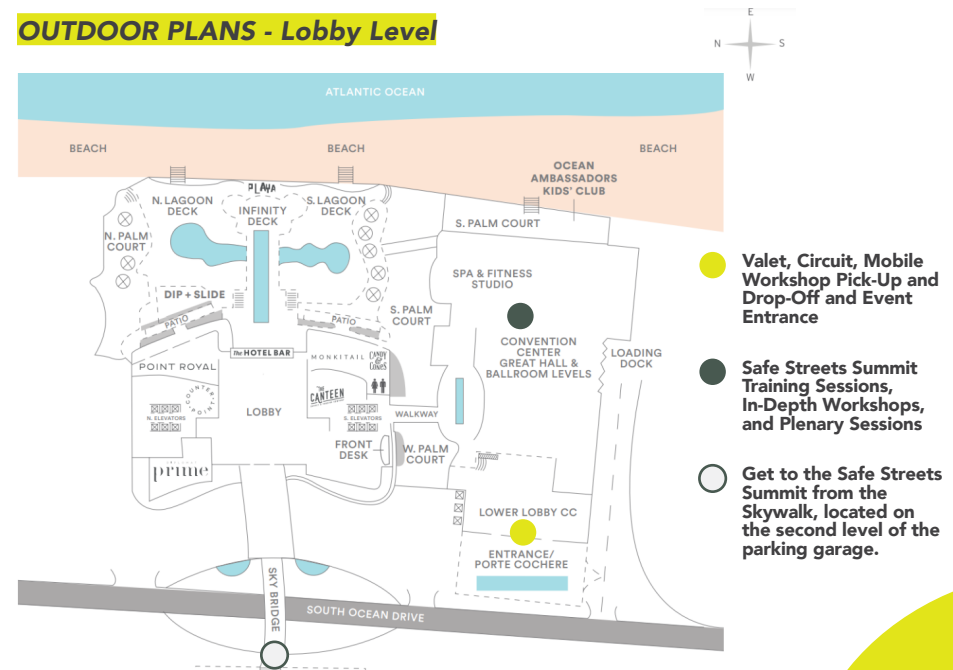 OUTDOOR PLANS - Lobby Level
E
N
S
W
ATLANTIC OCEAN
BEACH
BEACH
BEACH
OCEAN
AMBASSADORS
KIDS' CLUB
PLAYA
N. LAGOON
DECK
INFINITY
DECK
S. LAGOON
DECK
S. PALM COURT
N. PALM
COURT
SPA & FITNESS
STUDIO
DIP + SLIDE
S. PALM
COURT
PATIO
PATIO
CONVENTION
CENTER
GREAT HALL &
BALLROOM LEVELS
LOADING
DOCK
The HOTEL BAR
MONKITAIL
CANDY
& CONES
POINT ROYAL
COUNTER
POINT
THE
CANTEEN
LOBBY
N. ELEVATORS
S. ELEVATORS
WALKWAY
FRONT
DESK
W. PALM
COURT
prime
LOWER LOBBY CC
ENTRANCE/
PORTE COCHERE
SKY BRIDGE
SOUTH OCEAN DRIVE
Valet, Circuit, Mobile
Workshop Pick-Up and
Drop-Off and Event
Entrance
Safe Streets Summit
Training Sessions,
In-Depth Workshops,
and Plenary Sessions
Get to the Safe Streets
Summit from the
Skywalk, located on
the second level of the
parking garage.